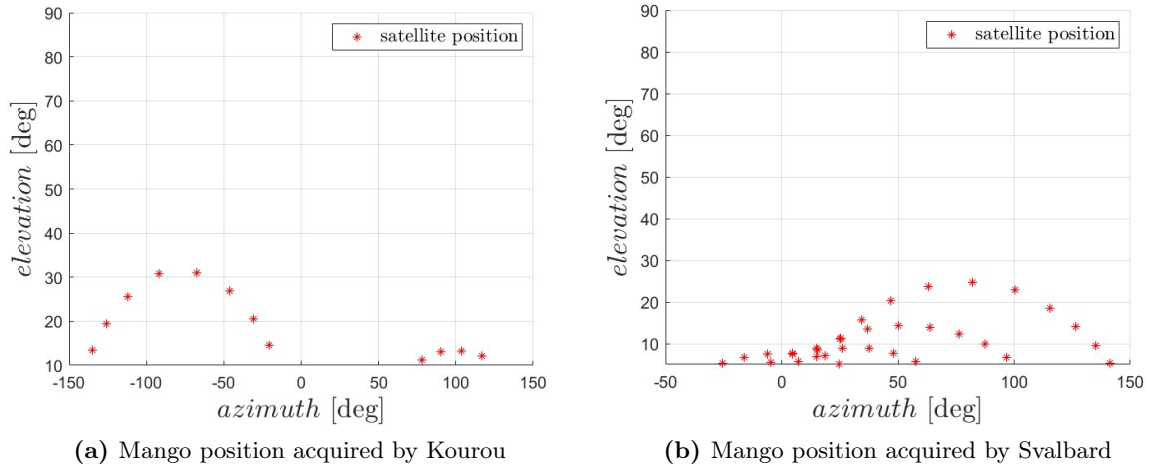 90
80
70
60
50
40
30
20
10
elevation [deg]
satellite position
-150 -100 -50 0 50 100 150
azimuth [deg]
(a) Mango position acquired by Kourou
90
80
70
60
50
40
30
20
10
elevation [deg]
satellite position
-50 0 50 100 150
azimuth [deg]
(b) Mango position acquired by Svalbard